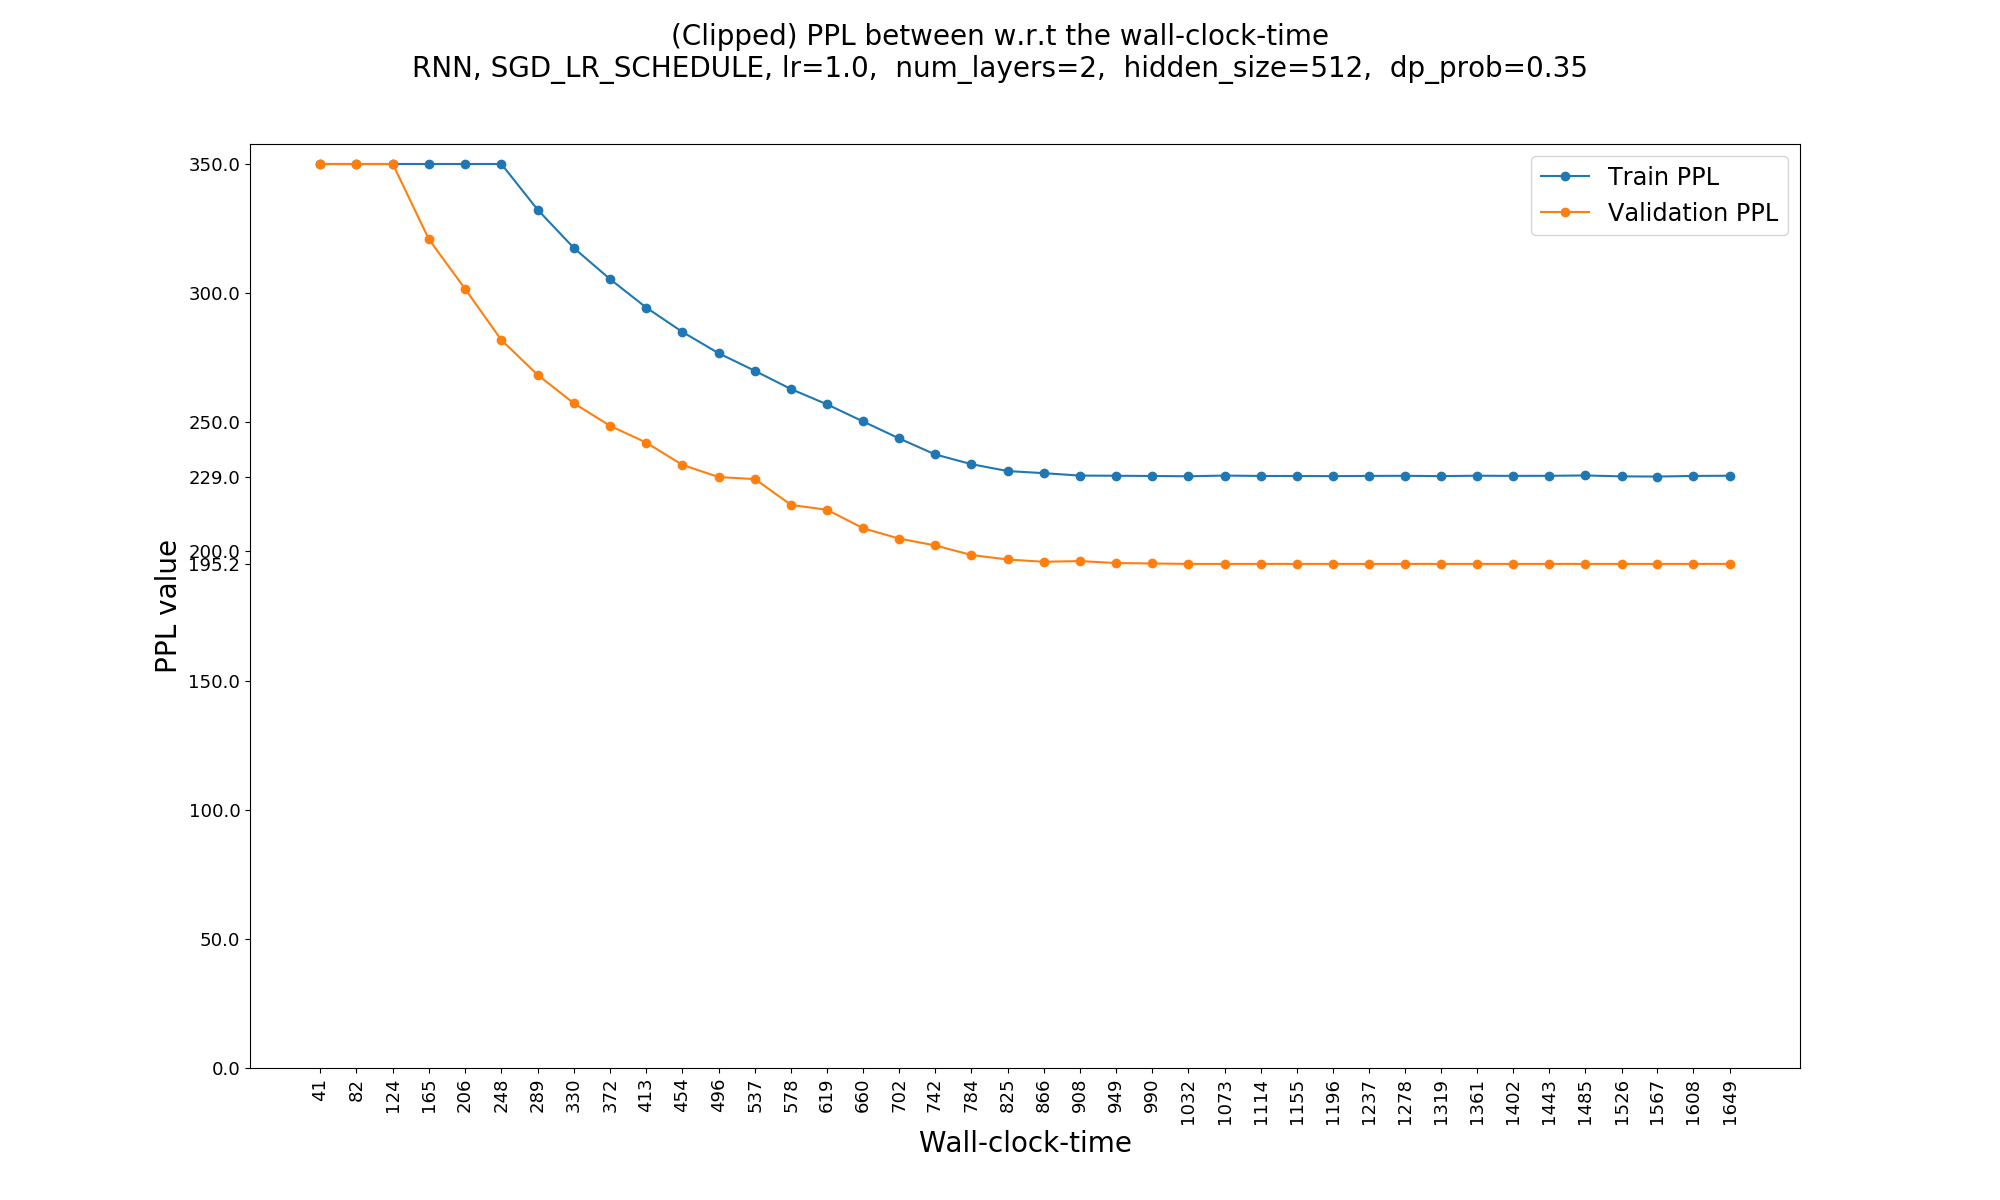 (Clipped) PPL between w.r.t the wall-clock-time
RNN, SGD_LR_SCHEDULE, lr=1.0,  num_layers=2,  hidden_size=512,  dp_prob=0.35
Train PPL
Validation PPL
350.0
300.0
250.0
229.0
200.0
195.2
150.0
100.0
50.0
0.0
PPL value
41 82 124 165 206 248 289 330 372 413 454 496 537 578 619 660 702 742 784 825 866 908 949 990 1032 1073 1114 1155 1196 1237 1278 1319 1361 1402 1443 1485 1526 1567 1608 1649
Wall-clock-time